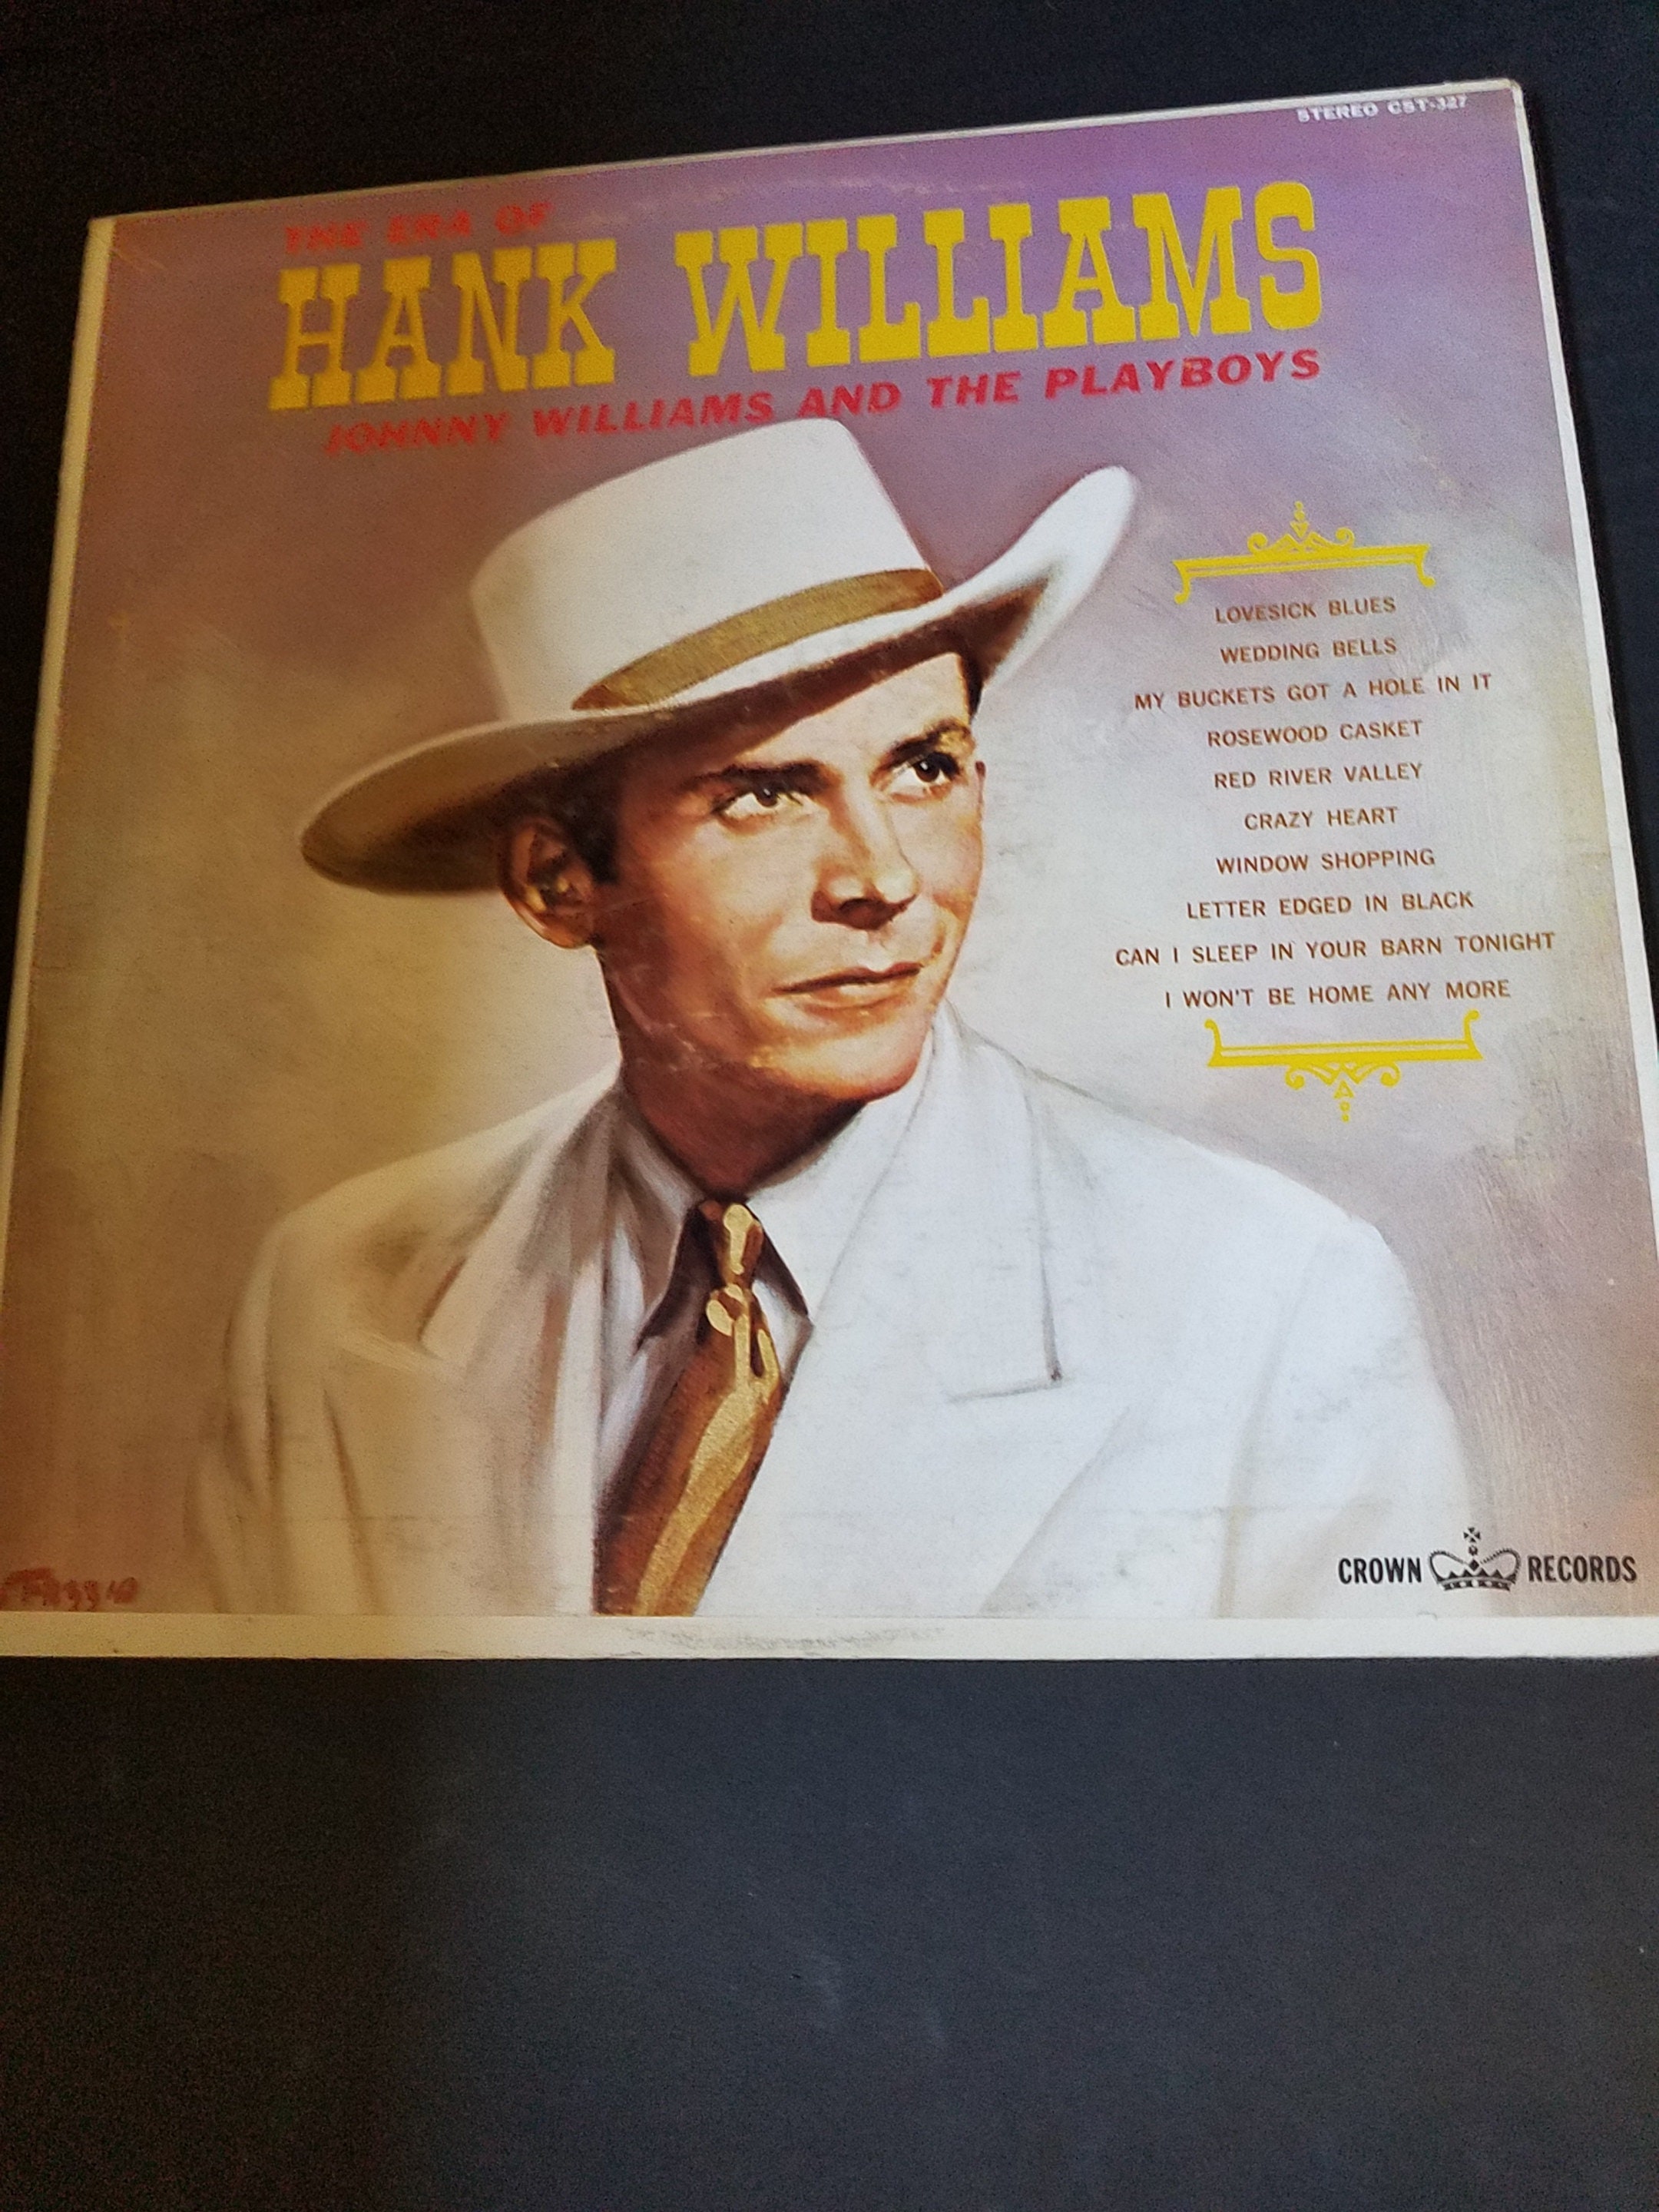 STEREO CST-327
THE ERA OF
HANK WILLIAMS
JOHNNY WILLIAMS AND THE PLAYBOYS
LOVESICK BLUES
WEDDING BELLS
MY BUCKETS GOT A HOLE IN IT
ROSEWOOD CASKET
RED RIVER VALLEY
CRAZY HEART
WINDOW SHOPPING
LETTER EDGED IN BLACK
CAN I SLEEP IN YOUR BARN TONIGHT
I WON'T BE HOME ANY MORE
CROWN RECORDS